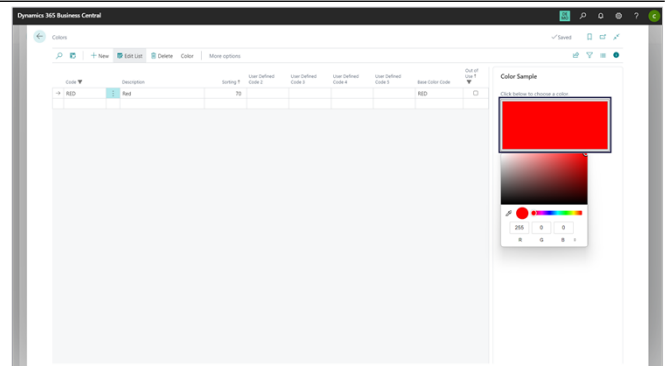 Dynamics 365 Business Central
Colors
Saved
+ New Edit List Delete Color More options
Code Description Sorting ↑ User Defined Code 2 User Defined Code 3 User Defined Code 4 User Defined Code 5 Base Color Code Out of Use ↑
RED Red 70 RED
Color Sample
Click below to choose a color
255 0 0
R G B